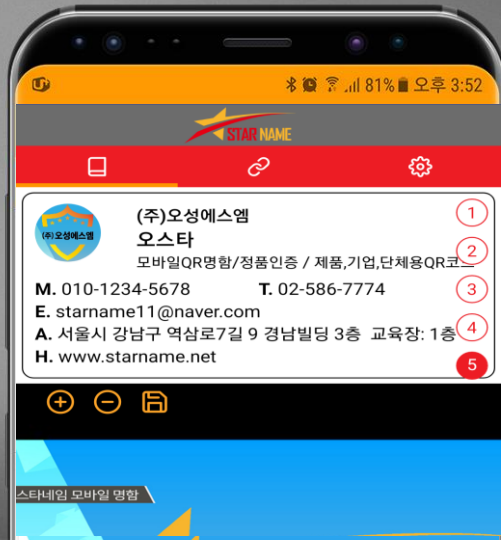 81% 오후 3:52
STAR NAME
(주)오성에스엠
(주)오성에스엠
오스타
모바일QR명함/정품인증 / 제품,기업,단체용QR코드
M. 010-1234-5678 T. 02-586-7774
E. starname11@naver.com
A. 서울시 강남구 역삼로7길 9 경남빌딩 3층 교육장: 1층
H. www.starname.net
1
2
3
4
5
스타네임 모바일 명함